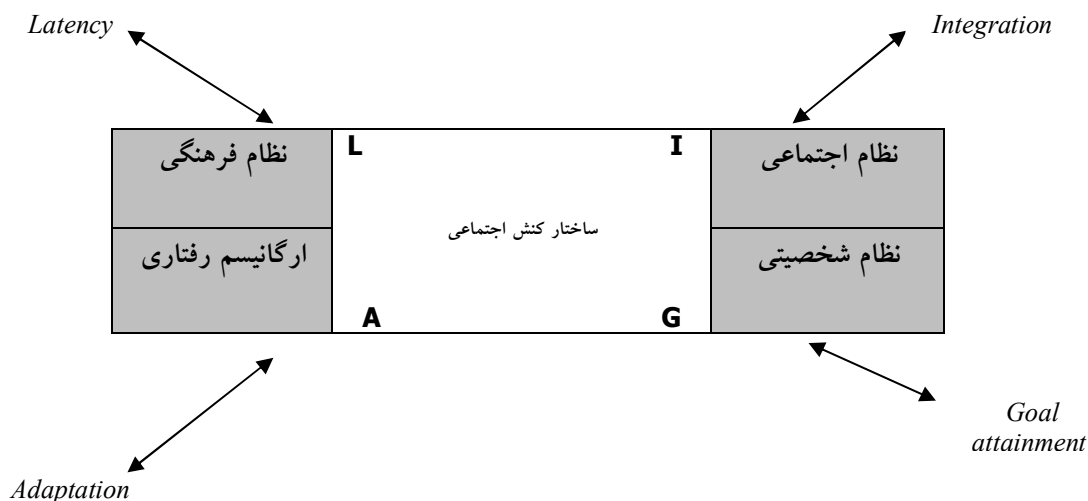 Latency
Integration
نظام فرهنگی
L
I
نظام اجتماعی
ساختار کنش اجتماعی
ارگانیسم رفتاری
نظام شخصیتی
A
G
Goal
attainment
Adaptation